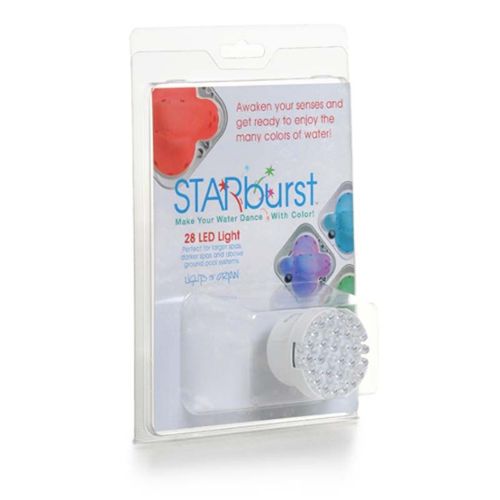 Awaken your senses and
get ready to enjoy the
many colors of water!
STARburst™
Make Your Water Dance With Color!
28 LED Light
Perfect for larger spas,
darker spas and above
ground pool systems.